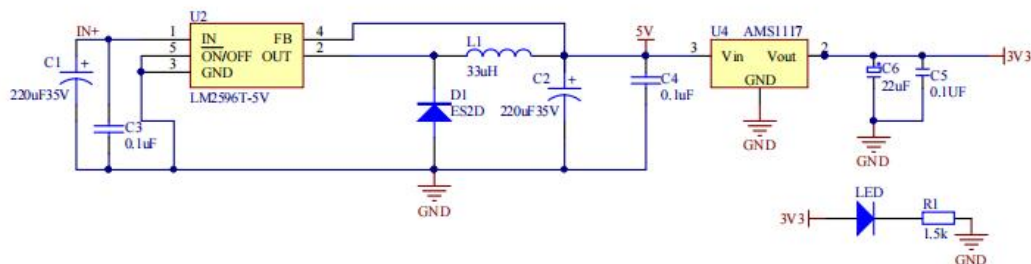 U2
IN+
1
IN
FB
4
5
ON/OFF
OUT
2
3
GND
LM2596T-5V
C1
+
220uF35V
C3
0.1uF
L1
33uH
D1
ES2D
C2
+
220uF35V
5V
C4
0.1uF
GND
U4
AMS1117
3
Vin
Vout
2
GND
GND
C6
22uF
C5
0.1UF
3V3
GND
LED
3V3
R1
1.5k
GND